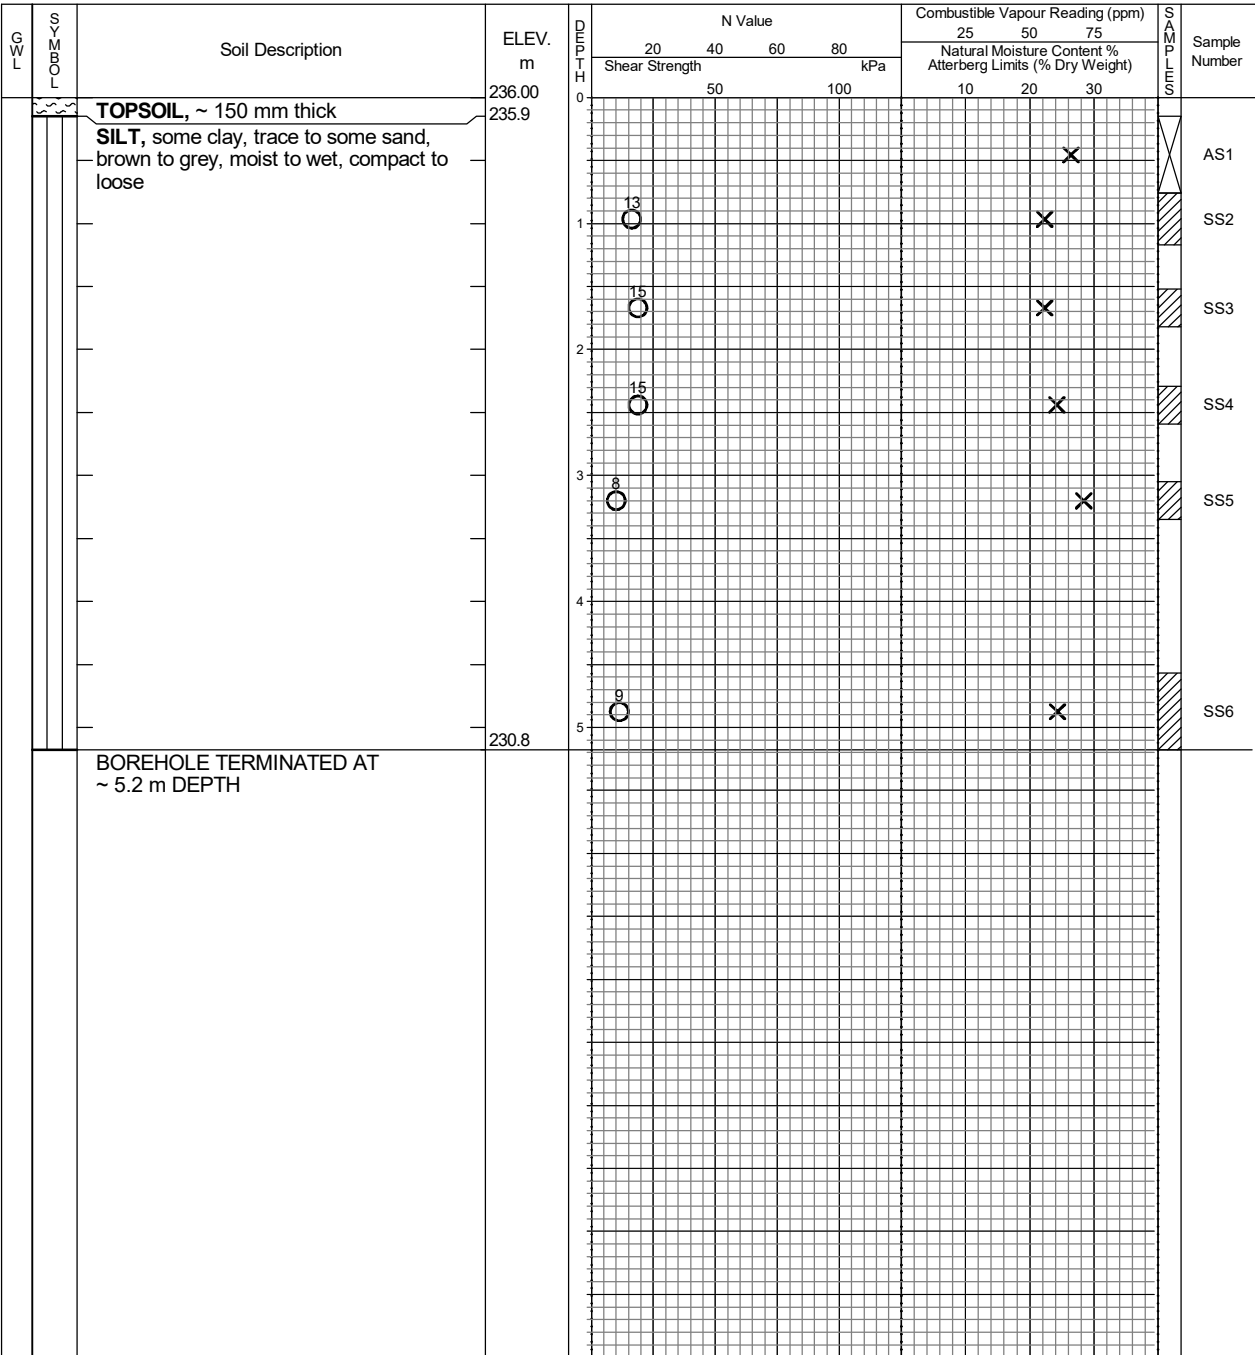 GWL
SYMBOL
Soil Description
ELEV.
m
DEPTH
N Value
20 40 60 80
Shear Strength kPa
50 100
Combustible Vapour Reading (ppm)
25 50 75
Natural Moisture Content %
Atterberg Limits (% Dry Weight)
10 20 30
SAMPLES
Sample
Number
236.00
0
TOPSOIL, ~ 150 mm thick
235.9
SILT, some clay, trace to some sand,
brown to grey, moist to wet, compact to
loose
AS1
13
1
SS2
15
SS3
2
15
SS4
3
8
SS5
4
9
SS6
5
230.8
BOREHOLE TERMINATED AT
~ 5.2 m DEPTH